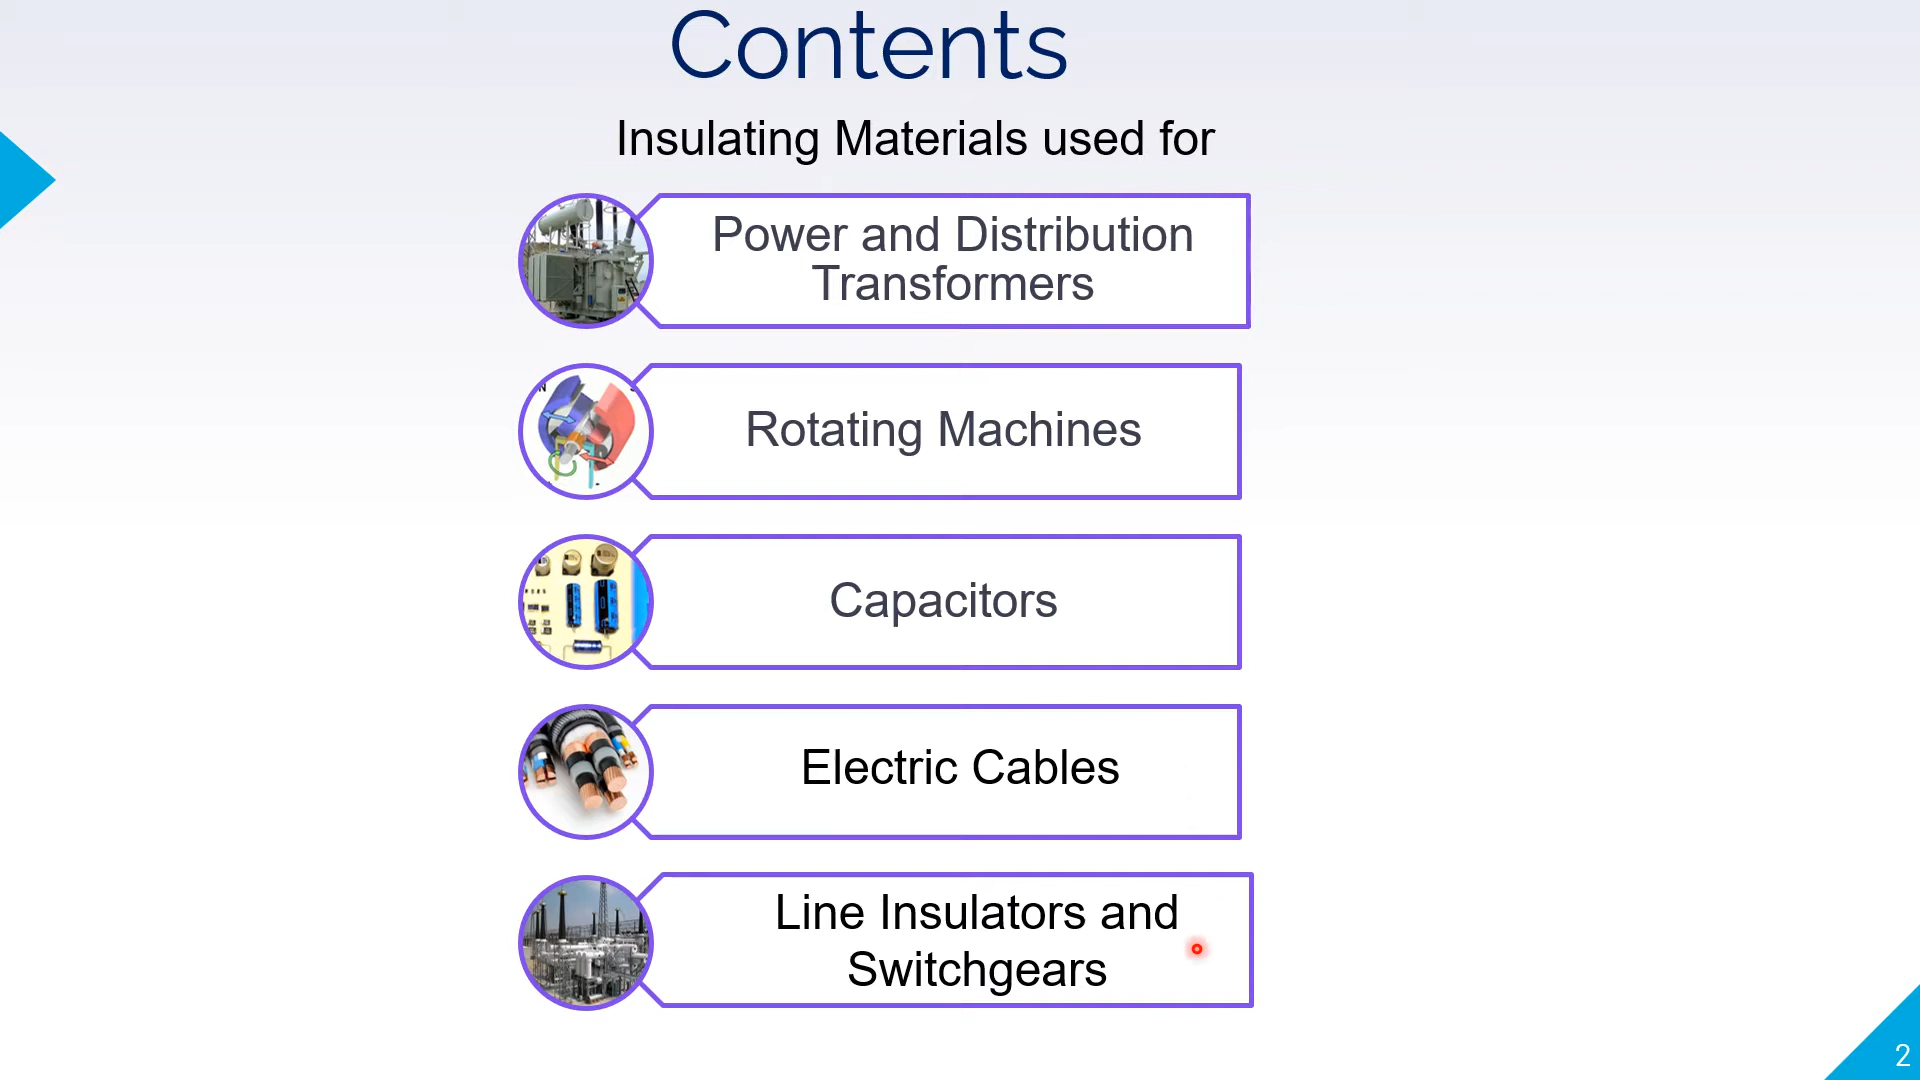 Contents
Insulating Materials used for
Power and Distribution
Transformers
N
Rotating Machines
Capacitors
Electric Cables
Line Insulators and
Switchgears
2